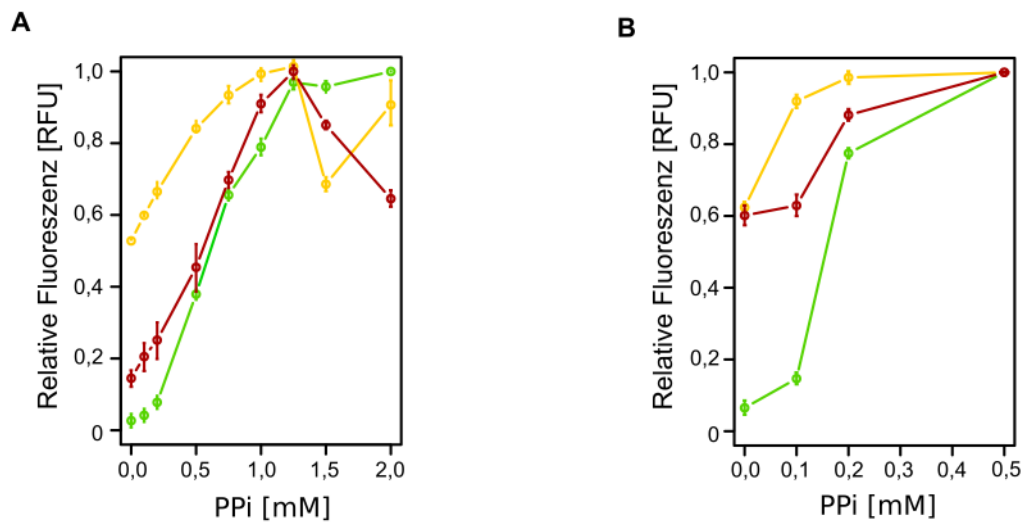 A
Relative Fluoreszenz [RFU]
1,0
0,8
0,6
0,4
0,2
0
0,0 0,5 1,0 1,5 2,0
PPi [mM]
B
Relative Fluoreszenz [RFU]
1,0
0,8
0,6
0,4
0,2
0,0
0,0 0,1 0,2 0,3 0,4 0,5
PPi [mM]